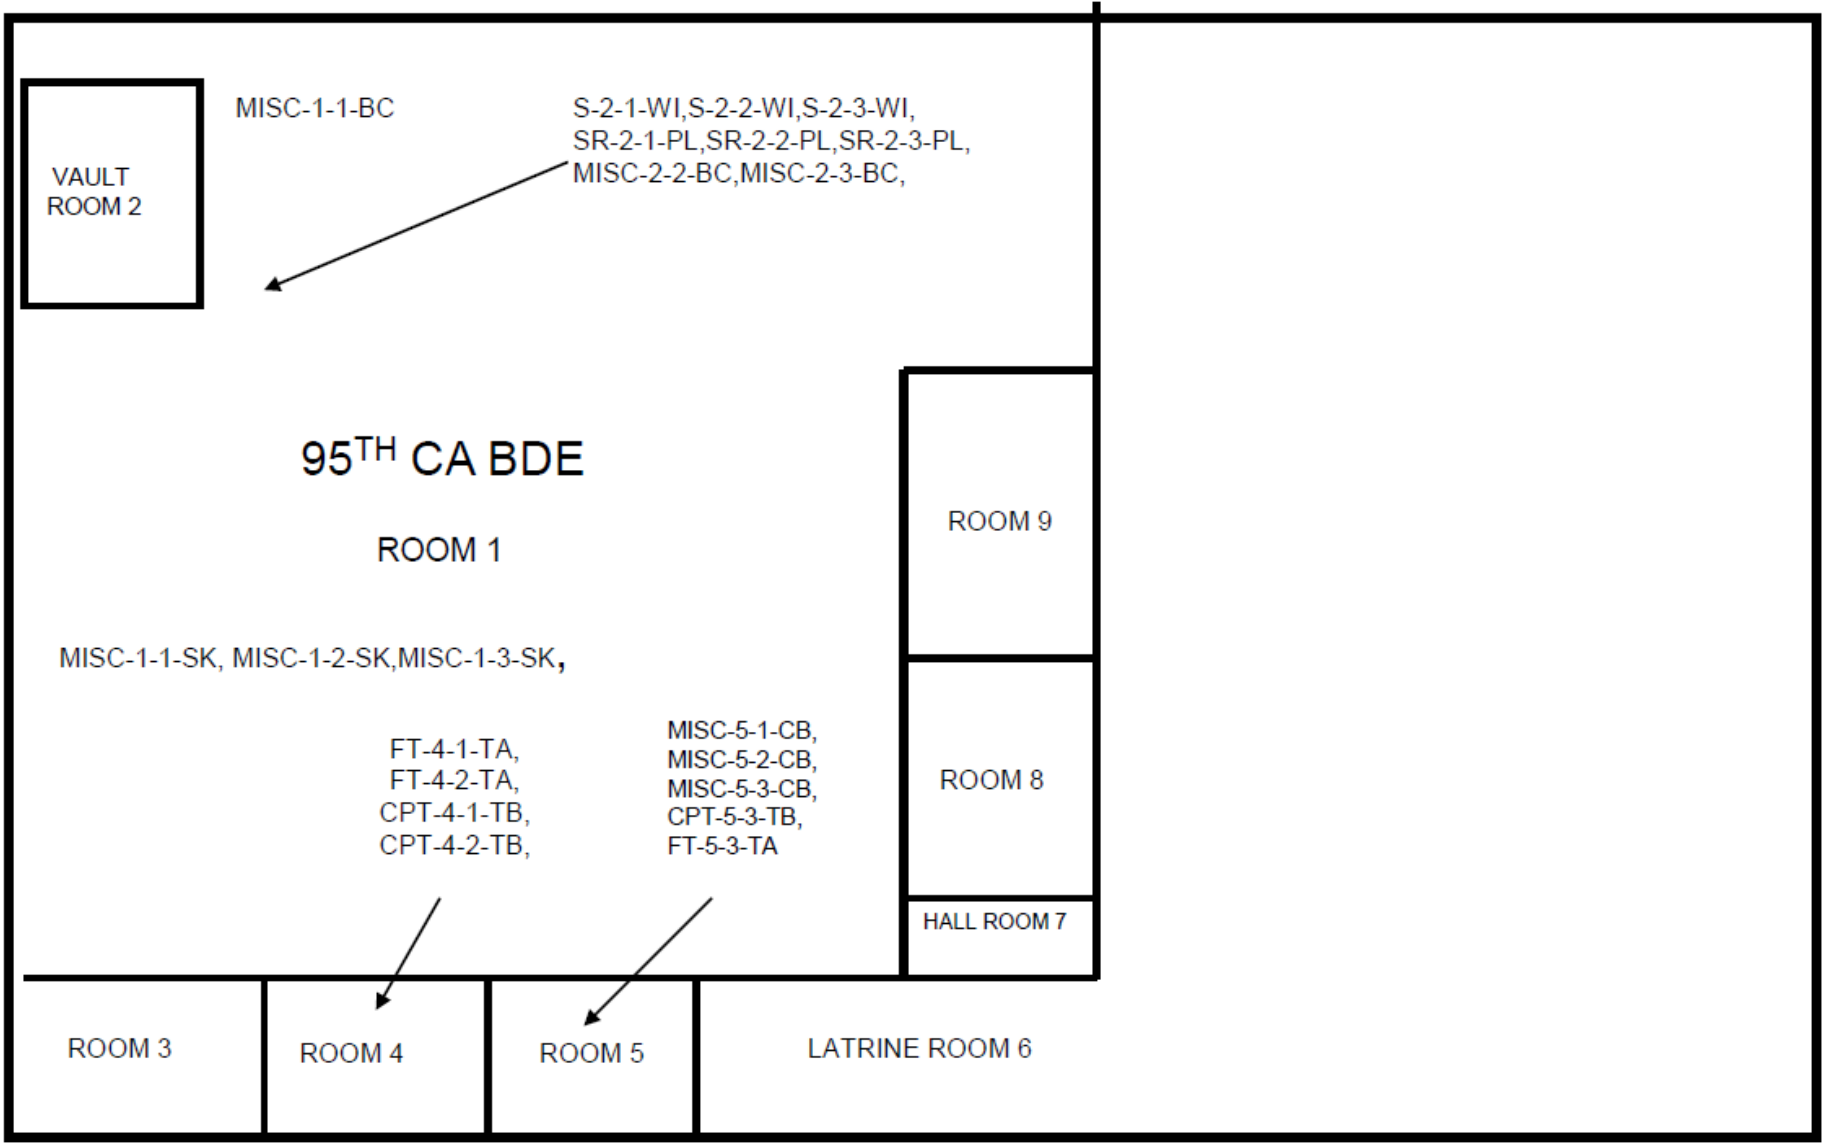 MISC-1-1-BC
S-2-1-WI,S-2-2-WI,S-2-3-WI,
SR-2-1-PL,SR-2-2-PL,SR-2-3-PL,
MISC-2-2-BC,MISC-2-3-BC,
VAULT
ROOM 2
95TH CA BDE
ROOM 1
ROOM 9
MISC-1-1-SK, MISC-1-2-SK,MISC-1-3-SK,
FT-4-1-TA,
FT-4-2-TA,
CPT-4-1-TB,
CPT-4-2-TB,
MISC-5-1-CB,
MISC-5-2-CB,
MISC-5-3-CB,
CPT-5-3-TB,
FT-5-3-TA
ROOM 8
HALL ROOM 7
ROOM 3
ROOM 4
ROOM 5
LATRINE ROOM 6